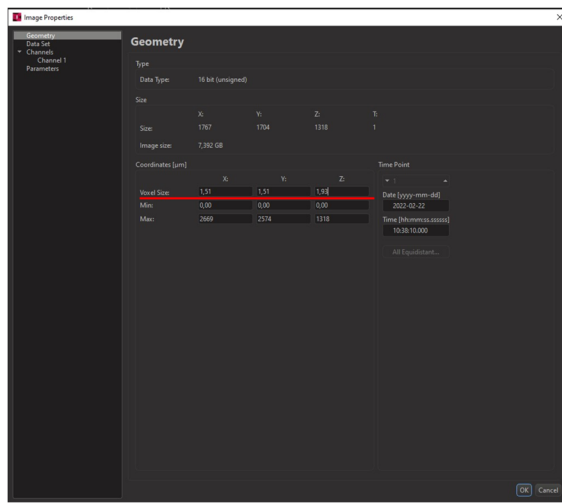 Image Properties
Geometry
Data Set
Channels
Channel 1
Parameters
Geometry
Type
Data Type: 16 bit (unsigned)
Size
X: Y: Z: T:
Size: 1767 1704 1318 1
Image size: 7,392 GB
Coordinates [µm]
X: Y: Z:
Voxel Size: 1,51 1,51 1,93
Min: 0,00 0,00 0,00
Max: 2669 2574 1318
Time Point
Date [yyyy-mm-dd]
2022-02-22
Time [hh:mm:ss.ssssss]
10:38:10.000
All Equidistant...
OK Cancel